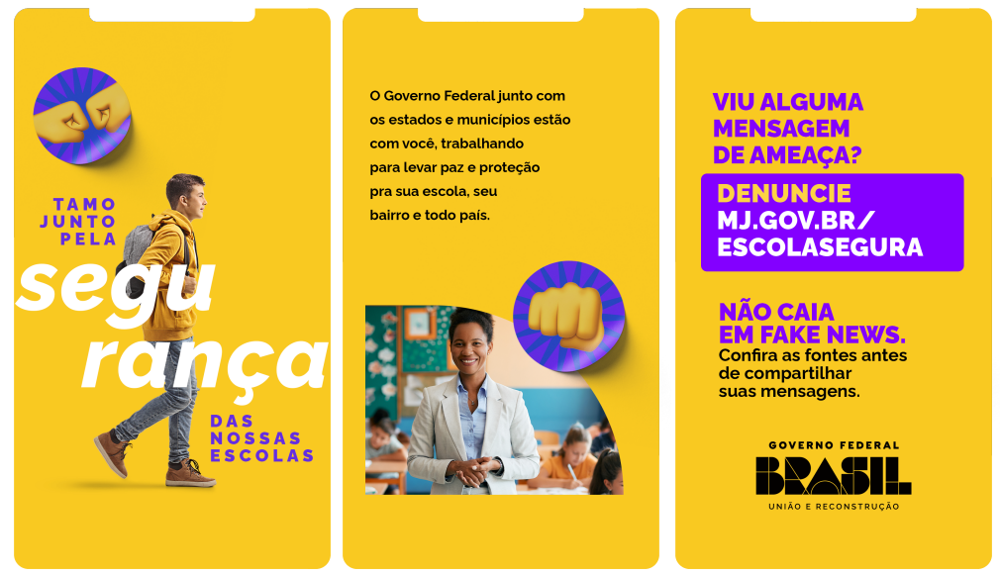 TAMO
JUNTO
PELA
segu
rança
DAS
NOSSAS
ESCOLAS
O Governo Federal junto com
os estados e municípios estão
com você, trabalhando
para levar paz e proteção
pra sua escola, seu
bairro e todo país.
VIU ALGUMA
MENSAGEM
DE AMEAÇA?
DENUNCIE
MJ.GOV.BR/
ESCOLASEGURA
NÃO CAIA
EM FAKE NEWS.
Confira as fontes antes
de compartilhar
suas mensagens.
GOVERNO FEDERAL
BRASIL
UNIÃO E RECONSTRUÇÃO